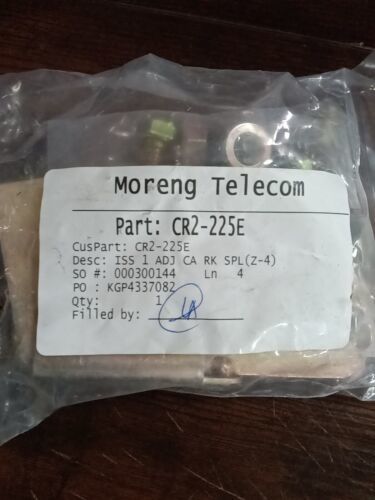 Moreng Telecom
Part: CR2-225E
CusPart: CR2-225E
Desc: ISS 1 ADJ CA RK SPL(Z-4)
SO #: 000300144 Ln 4
PO : KGP4337082
Qty: 1
Filled by: